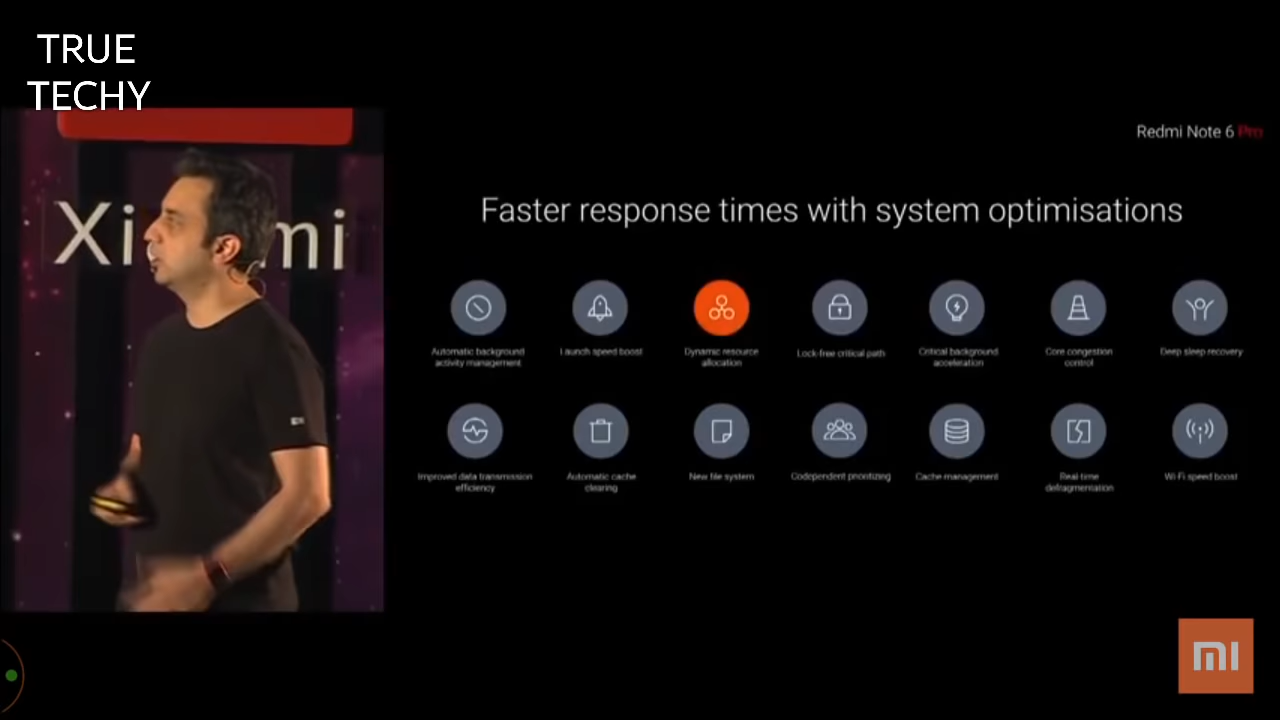 TRUE
TECHY
Xi mi
Redmi Note 6 Pro
Faster response times with system optimisations
Automatic background
activity management
Launch speed boost
Dynamic resource
allocation
Lock-free critical path
Critical background
acceleration
Core congestion
control
Deep sleep recovery
Improved data transmission
efficiency
Automatic cache
clearing
New file system
Codependent prioritizing
Cache management
Real time
defragmentation
Wi-Fi speed boost
mi